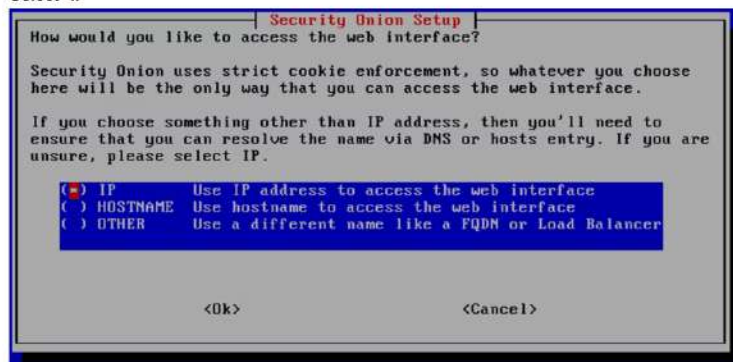 Security Onion Setup
How would you like to access the web interface?
Security Onion uses strict cookie enforcement, so whatever you choose
here will be the only way that you can access the web interface.
If you choose something other than IP address, then you'll need to
ensure that you can resolve the name via DNS or hosts entry. If you are
unsure, please select IP.
(*) IP Use IP address to access the web interface
( ) HOSTNAME Use hostname to access the web interface
( ) OTHER Use a different name like a FQDN or Load Balancer
<Ok> <Cancel>